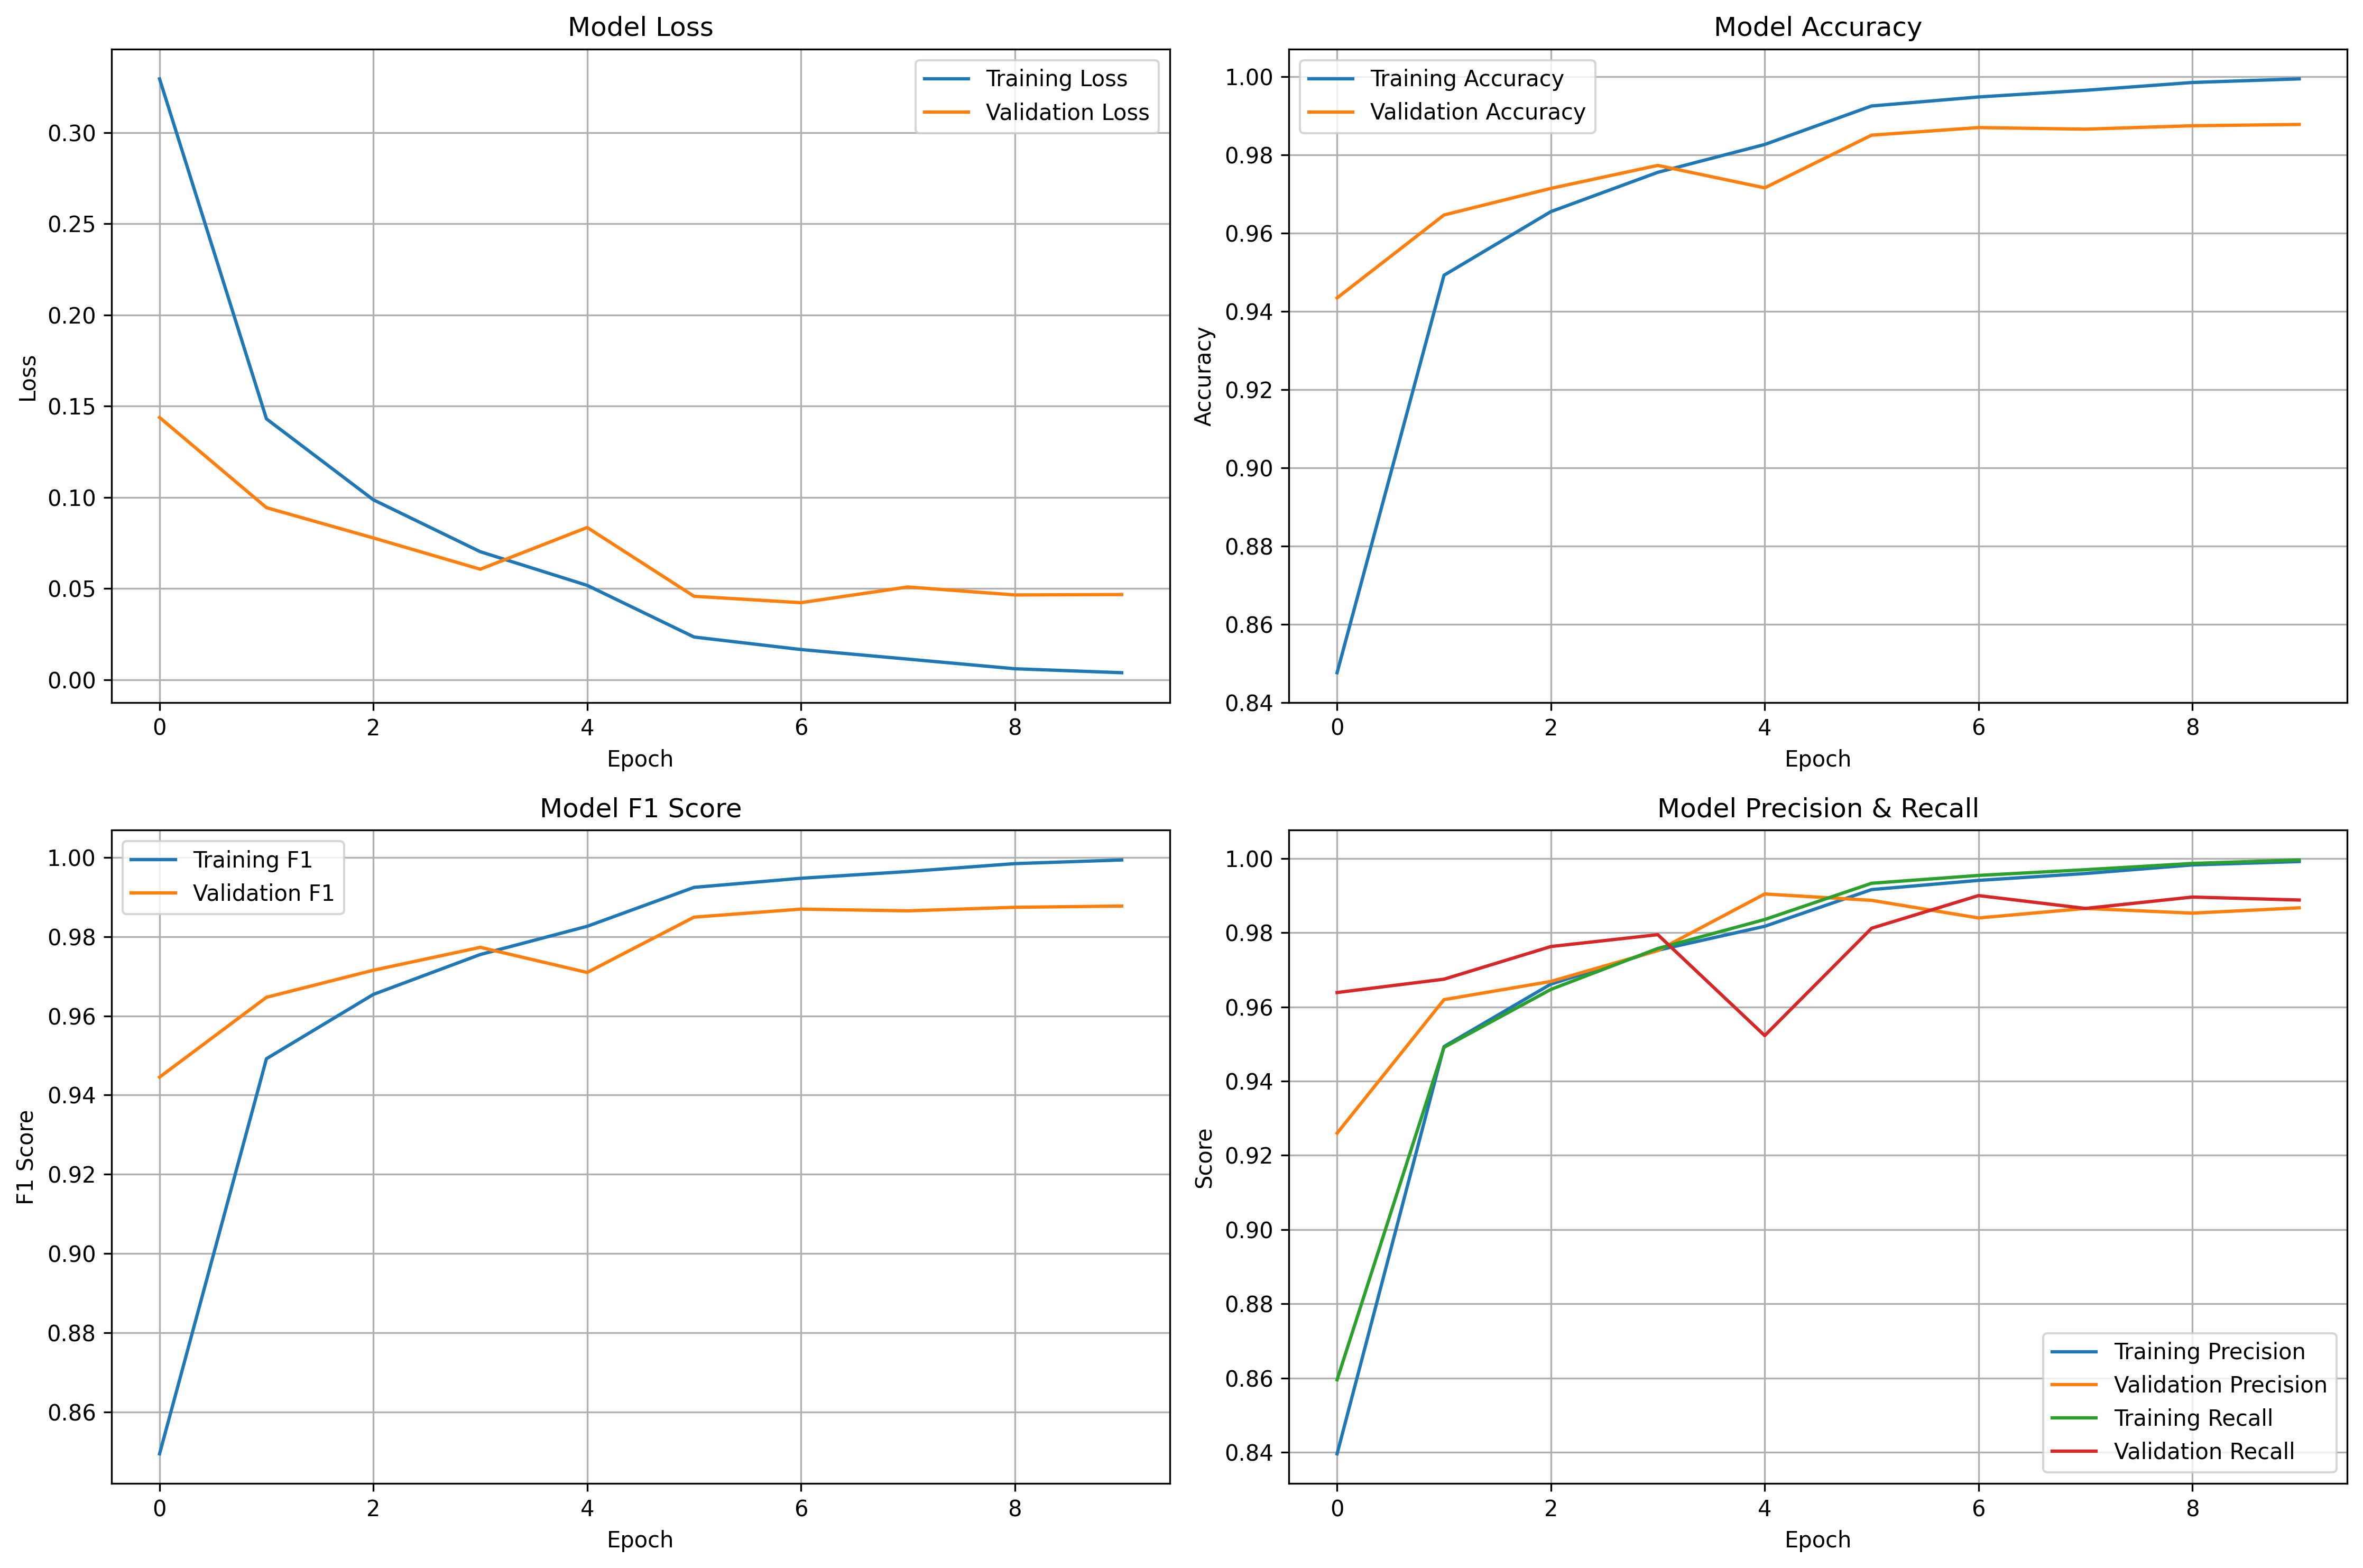 Model Loss
Training Loss
Validation Loss
0.30
0.25
0.20
0.15
0.10
0.05
0.00
Loss
0
2
4
6
8
Epoch
Model Accuracy
Training Accuracy
Validation Accuracy
1.00
0.98
0.96
0.94
0.92
0.90
0.88
0.86
0.84
Accuracy
0
2
4
6
8
Epoch
Model F1 Score
Training F1
Validation F1
1.00
0.98
0.96
0.94
0.92
0.90
0.88
0.86
F1 Score
0
2
4
6
8
Epoch
Model Precision & Recall
1.00
0.98
0.96
0.94
0.92
0.90
0.88
0.86
0.84
Score
Training Precision
Validation Precision
Training Recall
Validation Recall
0
2
4
6
8
Epoch